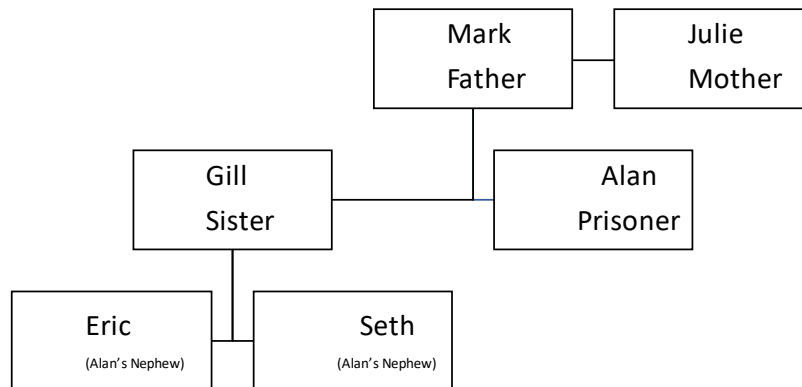 Mark
Father
Julie
Mother
Gill
Sister
Alan
Prisoner
Eric
(Alan’s Nephew)
Seth
(Alan’s Nephew)